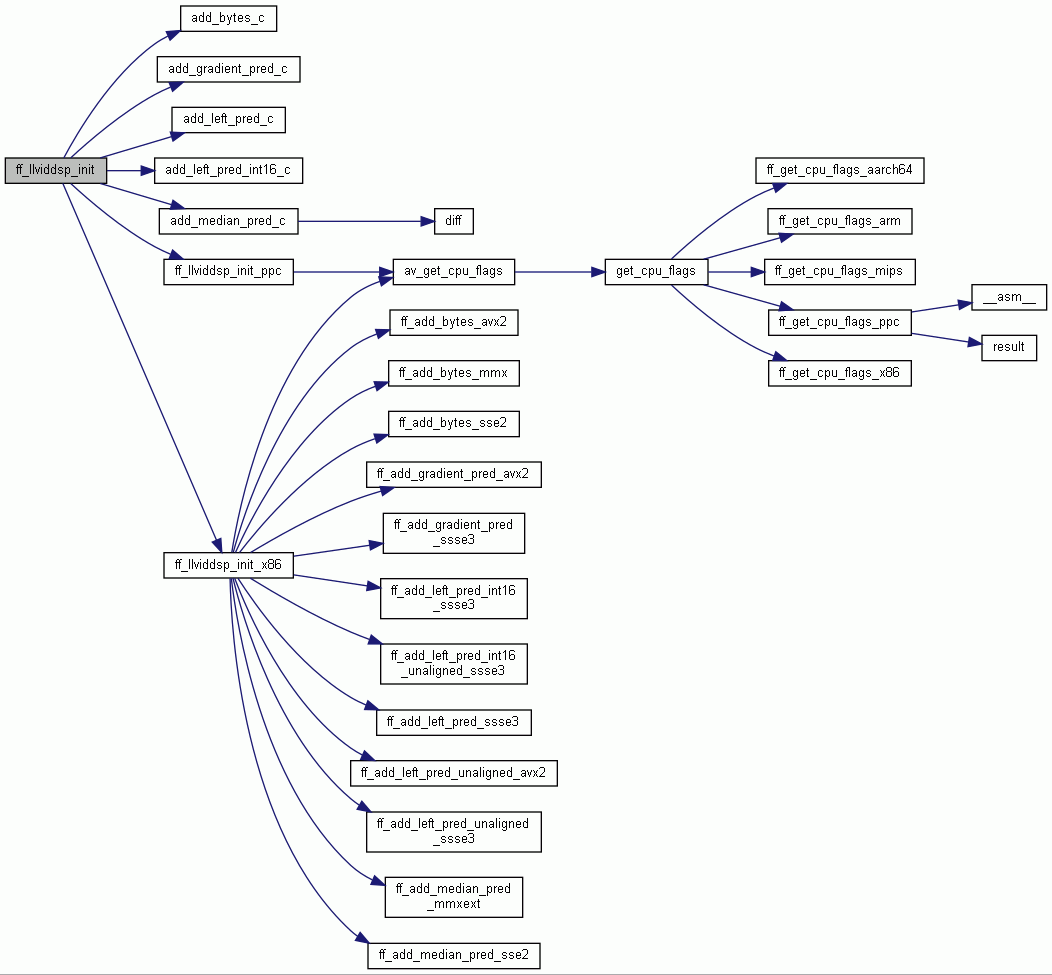 add_bytes_c
add_gradient_pred_c
add_left_pred_c
ff_llviddsp_init
add_left_pred_int16_c
ff_get_cpu_flags_aarch64
add_median_pred_c
diff
ff_get_cpu_flags_arm
ff_llviddsp_init_ppc
av_get_cpu_flags
get_cpu_flags
ff_get_cpu_flags_mips
__asm__
ff_add_bytes_avx2
ff_get_cpu_flags_ppc
result
ff_add_bytes_mmx
ff_get_cpu_flags_x86
ff_add_bytes_sse2
ff_add_gradient_pred_avx2
ff_add_gradient_pred
_ssse3
ff_llviddsp_init_x86
ff_add_left_pred_int16
_ssse3
ff_add_left_pred_int16
_unaligned_ssse3
ff_add_left_pred_ssse3
ff_add_left_pred_unaligned_avx2
ff_add_left_pred_unaligned
_ssse3
ff_add_median_pred
_mmxext
ff_add_median_pred_sse2